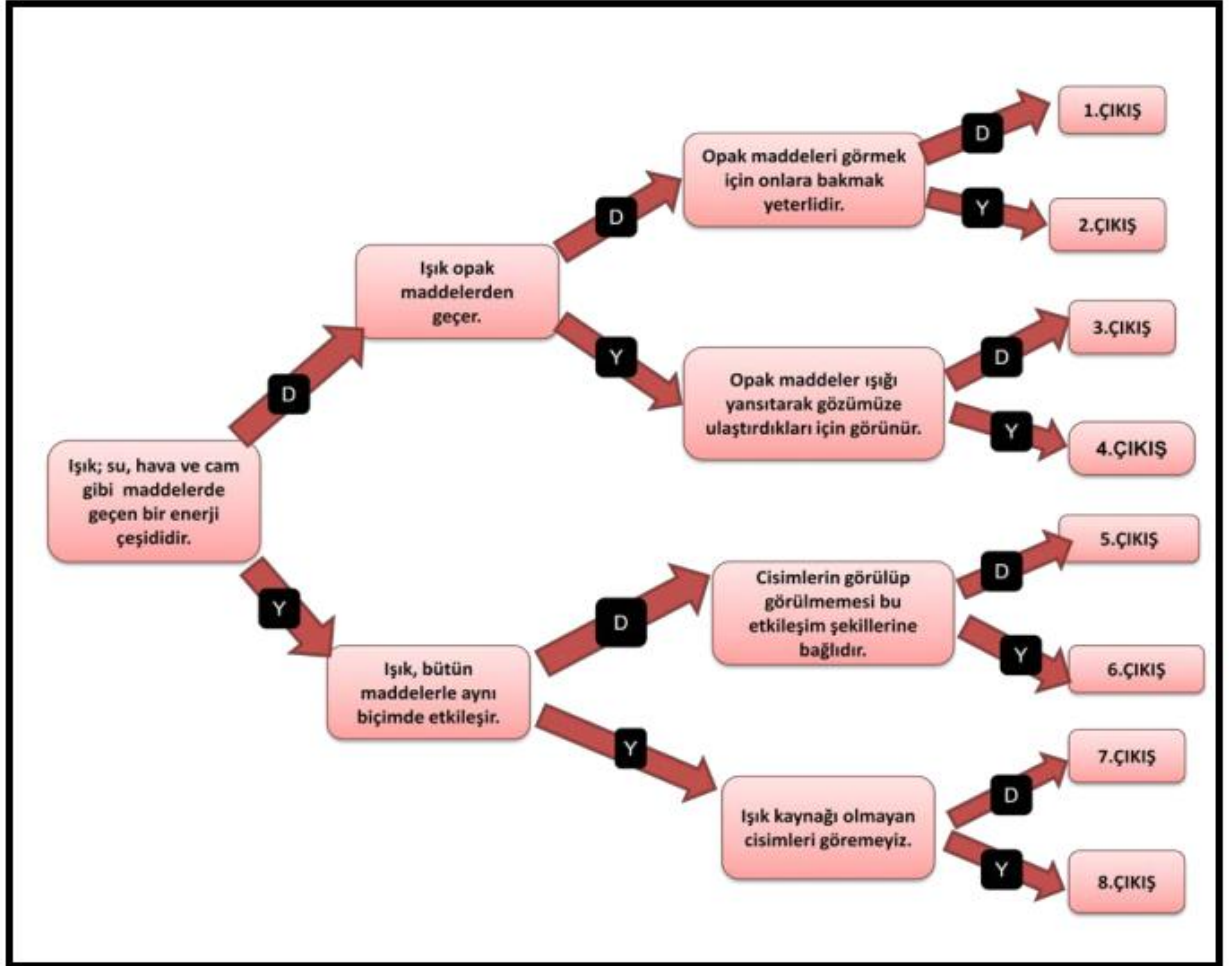 Işık; su, hava ve cam
gibi maddelerde
geçen bir enerji
çeşididir.
D
Y
Işık opak
maddelerden
geçer.
D
Y
Işık, bütün
maddelerle aynı
biçimde etkileşir.
D
Y
Opak maddeleri görmek
için onlara bakmak
yeterlidir.
D
Y
Opak maddeler ışığı
yansıtarak gözümüze
ulaştırdıkları için görünür.
D
Y
Cisimlerin görülüp
görülmemesi bu
etkileşim şekillerine
bağlıdır.
D
Y
Işık kaynağı olmayan
cisimleri göremeyiz.
D
Y
1.ÇIKIŞ
2.ÇIKIŞ
3.ÇIKIŞ
4.ÇIKIŞ
5.ÇIKIŞ
6.ÇIKIŞ
7.ÇIKIŞ
8.ÇIKIŞ